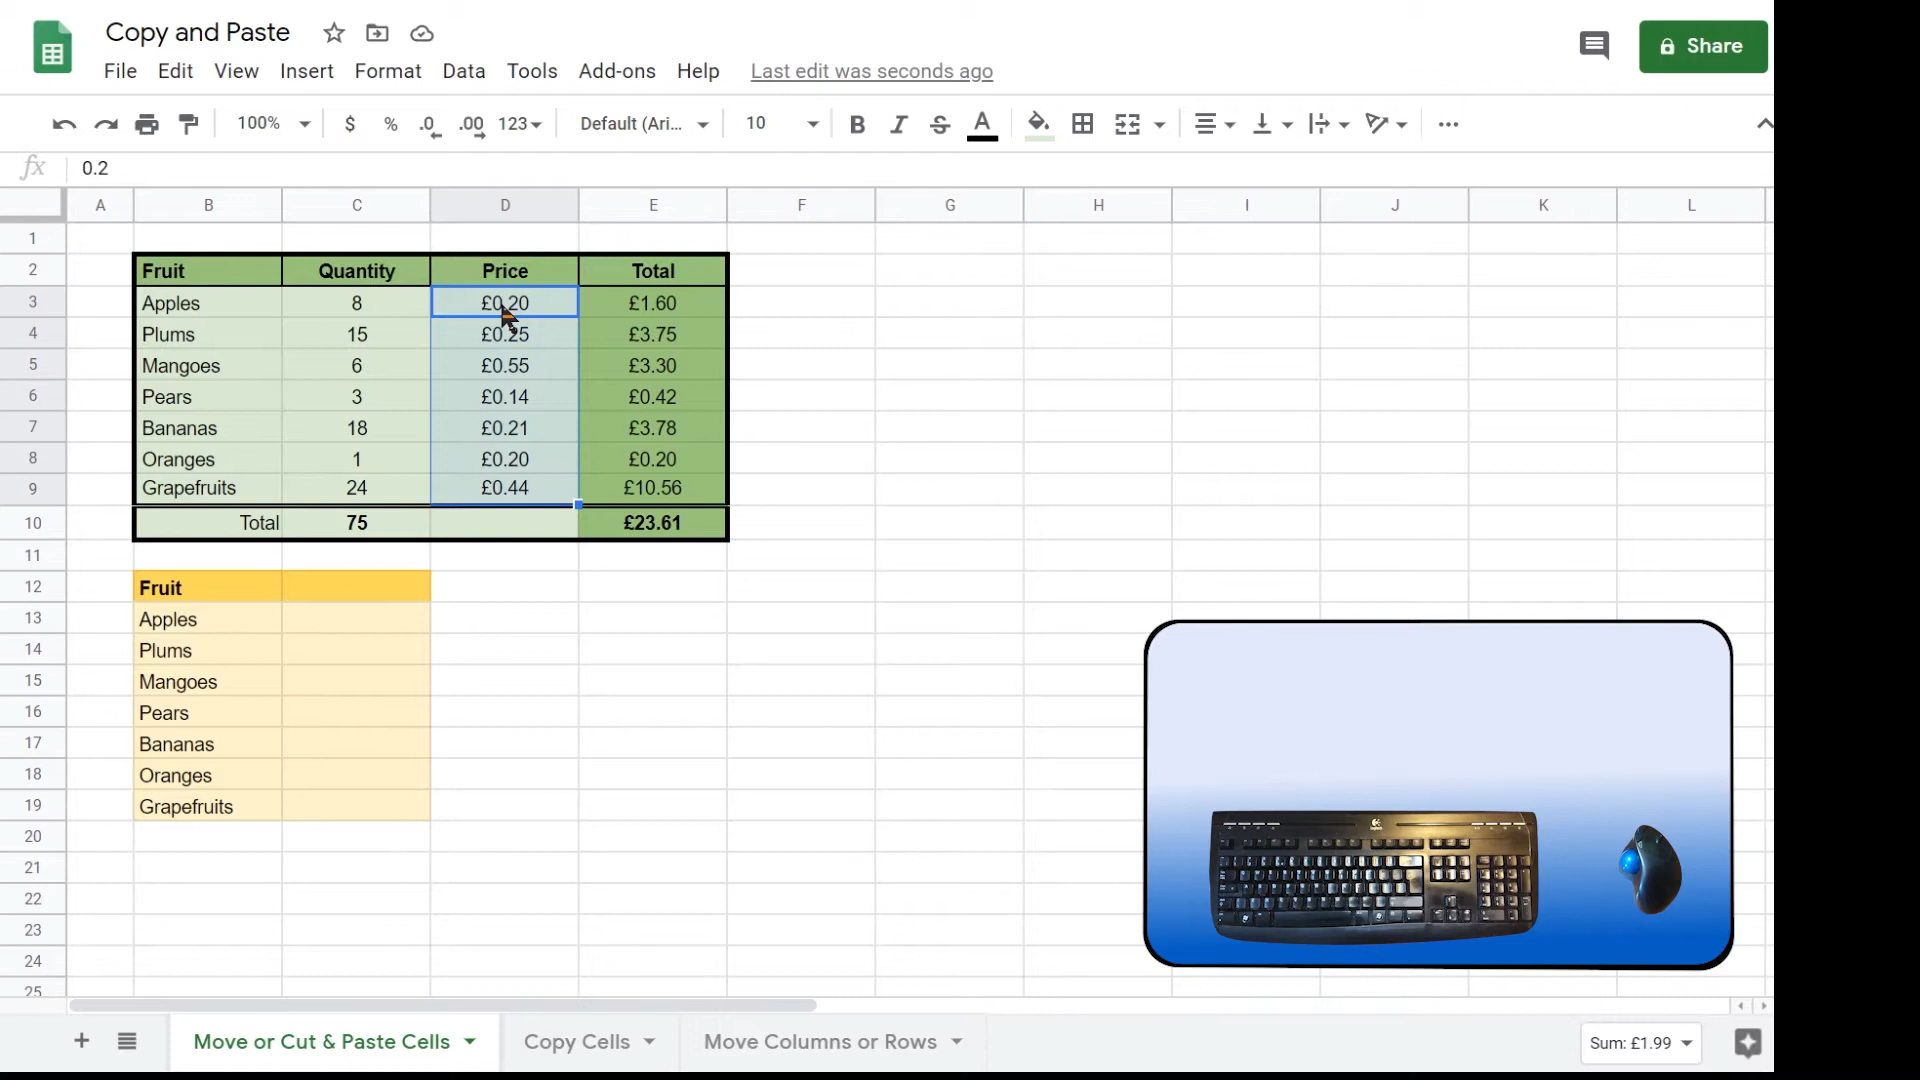 Copy and Paste
File Edit View Insert Format Data Tools Add-ons Help Last edit was seconds ago
Share
100% $ % .0 .00 123 Default (Ari... 10 B I S A
fx 0.2
A B C D E F G H I J K L
1
2 Fruit Quantity Price Total
3 Apples 8 £0.20 £1.60
4 Plums 15 £0.25 £3.75
5 Mangoes 6 £0.55 £3.30
6 Pears 3 £0.14 £0.42
7 Bananas 18 £0.21 £3.78
8 Oranges 1 £0.20 £0.20
9 Grapefruits 24 £0.44 £10.56
10 Total 75 £23.61
11
12 Fruit
13 Apples
14 Plums
15 Mangoes
16 Pears
17 Bananas
18 Oranges
19 Grapefruits
20
21
22
23
24
25
Move or Cut & Paste Cells Copy Cells Move Columns or Rows Sum: £1.99